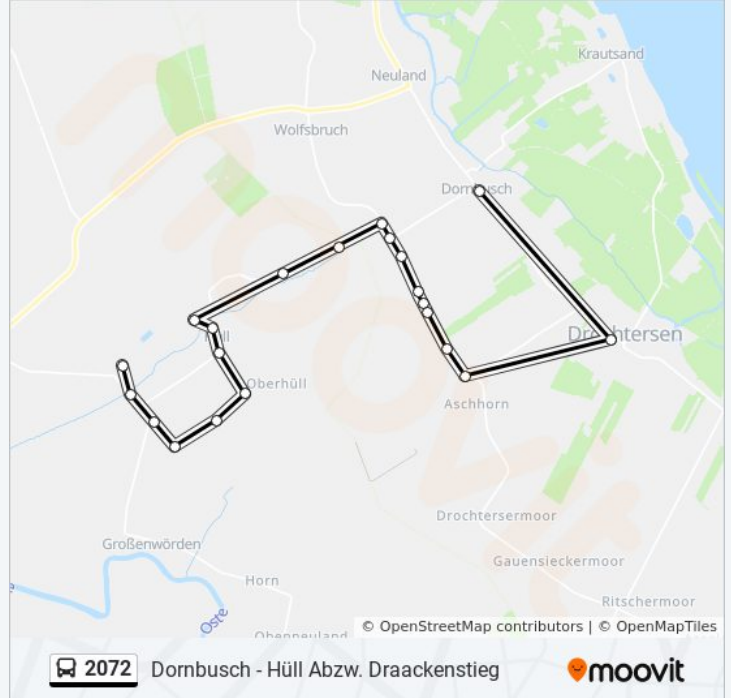 Krautsand
Neuland
Wolfsbruch
Dornbusch
Drochtersen
Hüll
Oberhüll
Aschhorn
Drochtersermoor
Großenwörden
Gauensieckermoor
Horn
Ritschermoor
Oste
Obenneuland
© OpenStreetMap contributors | © OpenMapTiles
2072 Dornbusch - Hüll Abzw. Draackenstieg
moovit
moovit